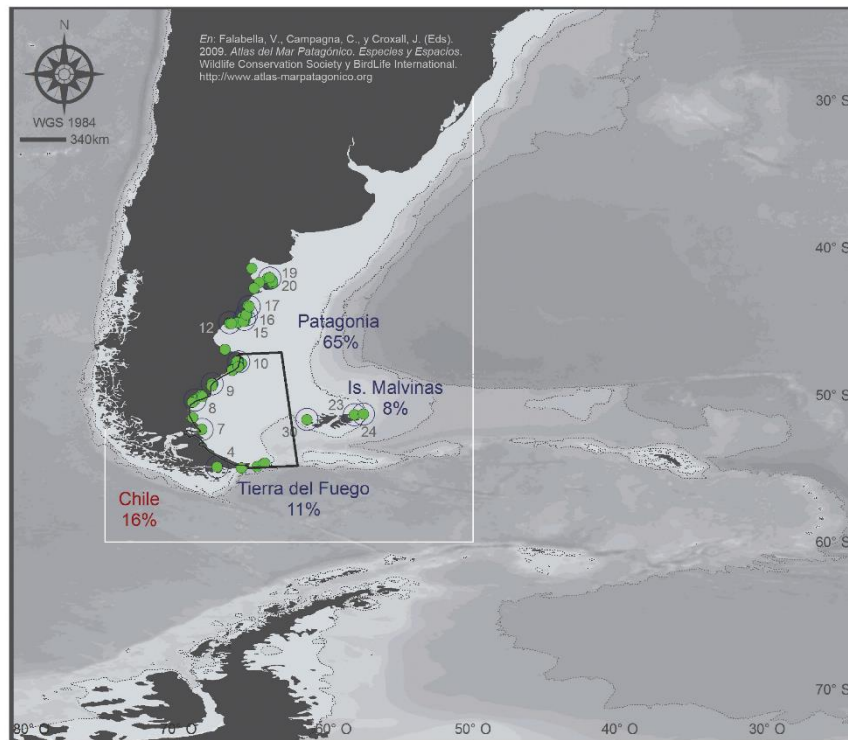 N
WGS 1984
340km
En: Falabella, V., Campagna, C., y Croxall, J. (Eds).
2009. Atlas del Mar Patagónico. Especies y Espacios.
Wildlife Conservation Society y BirdLife International.
http://www.atlas-marpatagonico.org
30° S
40° S
19
20
17
16
12
15
Patagonia
65%
10
50° S
9
Is. Malvinas
8%
8
23
30
24
7
4
Tierra del Fuego
11%
Chile
16%
60° S
70° S
80° O
70° O
60° O
50° O
40° O
30° O